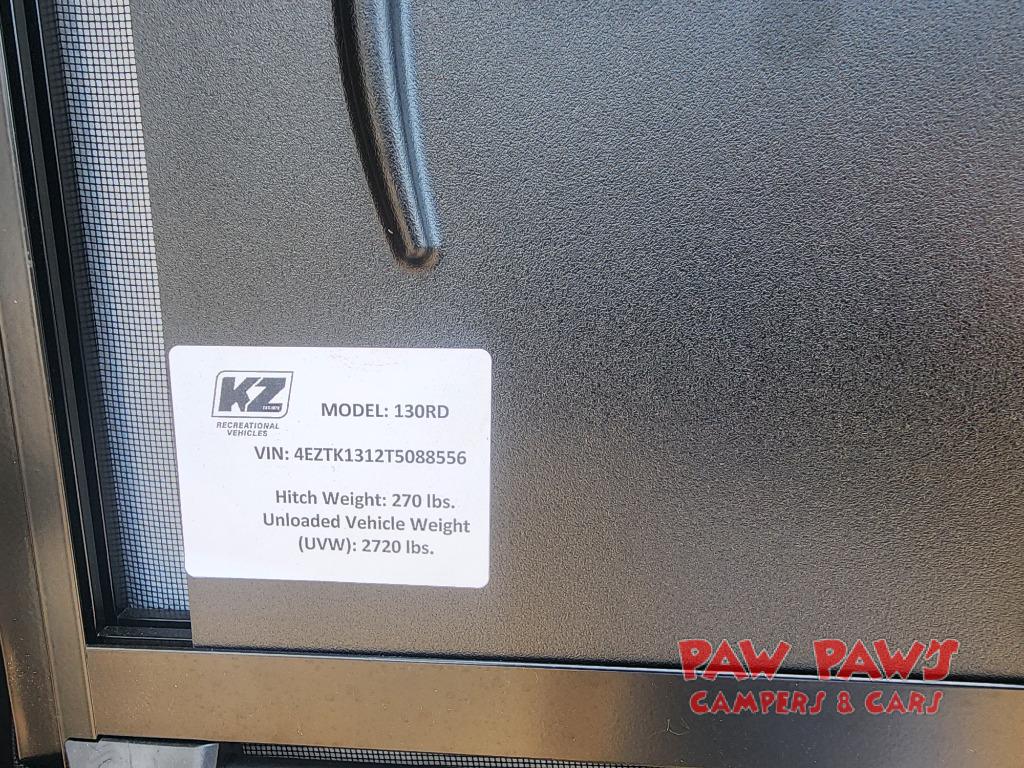 KZ
RECREATIONAL
VEHICLES
MODEL: 130RD
VIN: 4EZTK1312T5088556
Hitch Weight: 270 lbs.
Unloaded Vehicle Weight
(UVW): 2720 lbs.
PAW PAW'S
CAMPERS & CARS